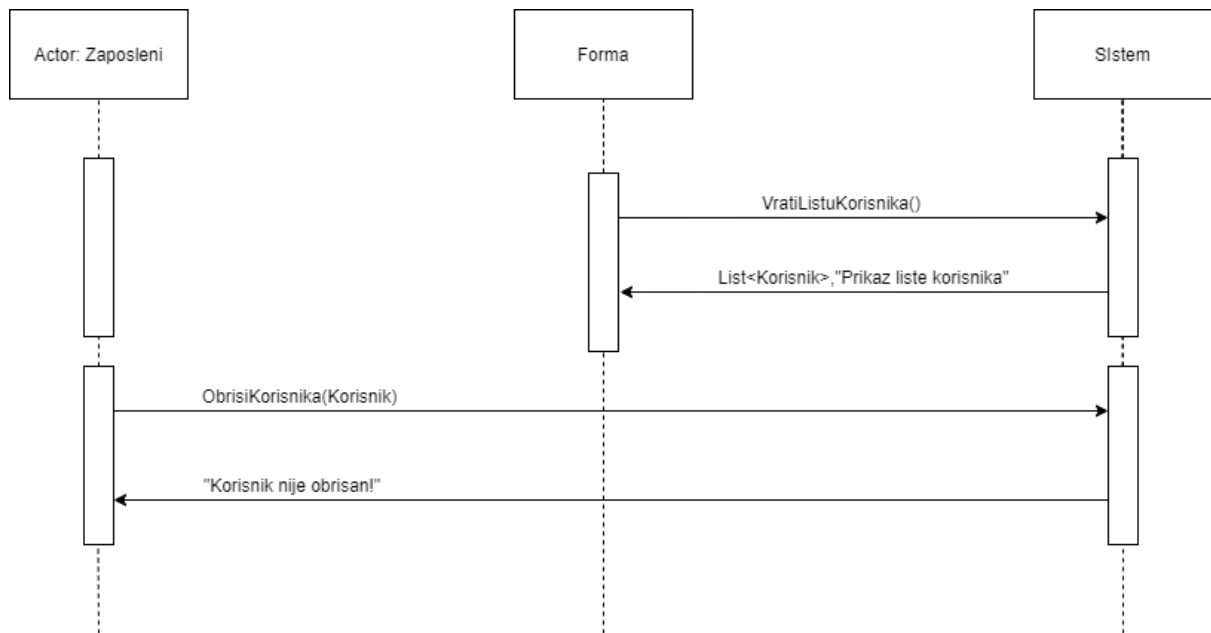 Actor: Zaposleni
Forma
SIstem
VratiListuKorisnika()
List<Korisnik>,"Prikaz liste korisnika"
ObrisiKorisnika(Korisnik)
"Korisnik nije obrisan!"